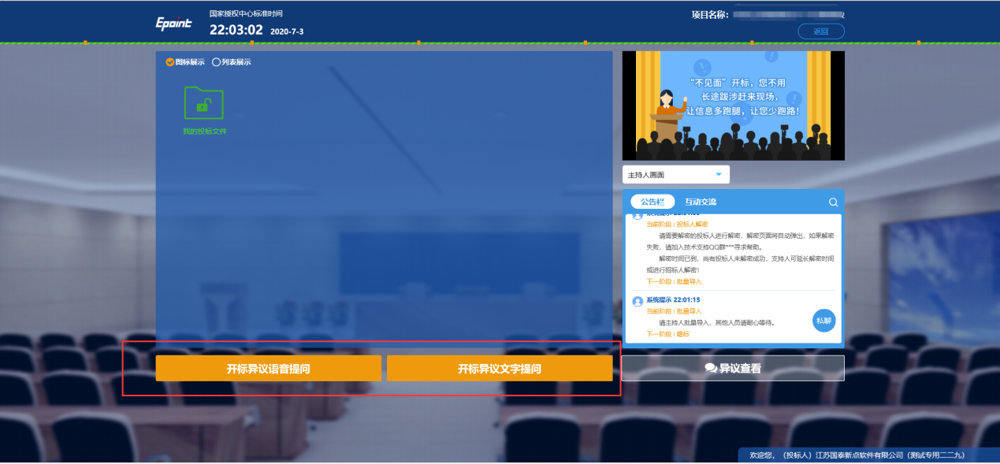 Epoint
国家授权中心标准时间
22:03:02 2020-7-3
项目名称：
返回
图标展示 列表展示
我的投标文件
“不见面”开标，您不用
长途跋涉赶来现场，
让信息多跑腿，让您少跑路！
主持人画面
公告栏 互动交流
当前阶段：投标人解密
请需要解密的投标人进行解密，解密页面将自动弹出，如果解密
失败，请加入技术支持QQ群***寻求帮助。
解密时间已到，尚有投标人未解密成功，支持人可延长解密时间
或进行招标人解密！
下一阶段：批量导入
系统提示 22:01:15
当前阶段：批量导入
请主持人批量导入，其他人员请耐心等待。
下一阶段：唱标
私聊
开标异议语音提问 开标异议文字提问 异议查看
欢迎您，（投标人）江苏国泰新点软件有限公司（测试专用二二九）